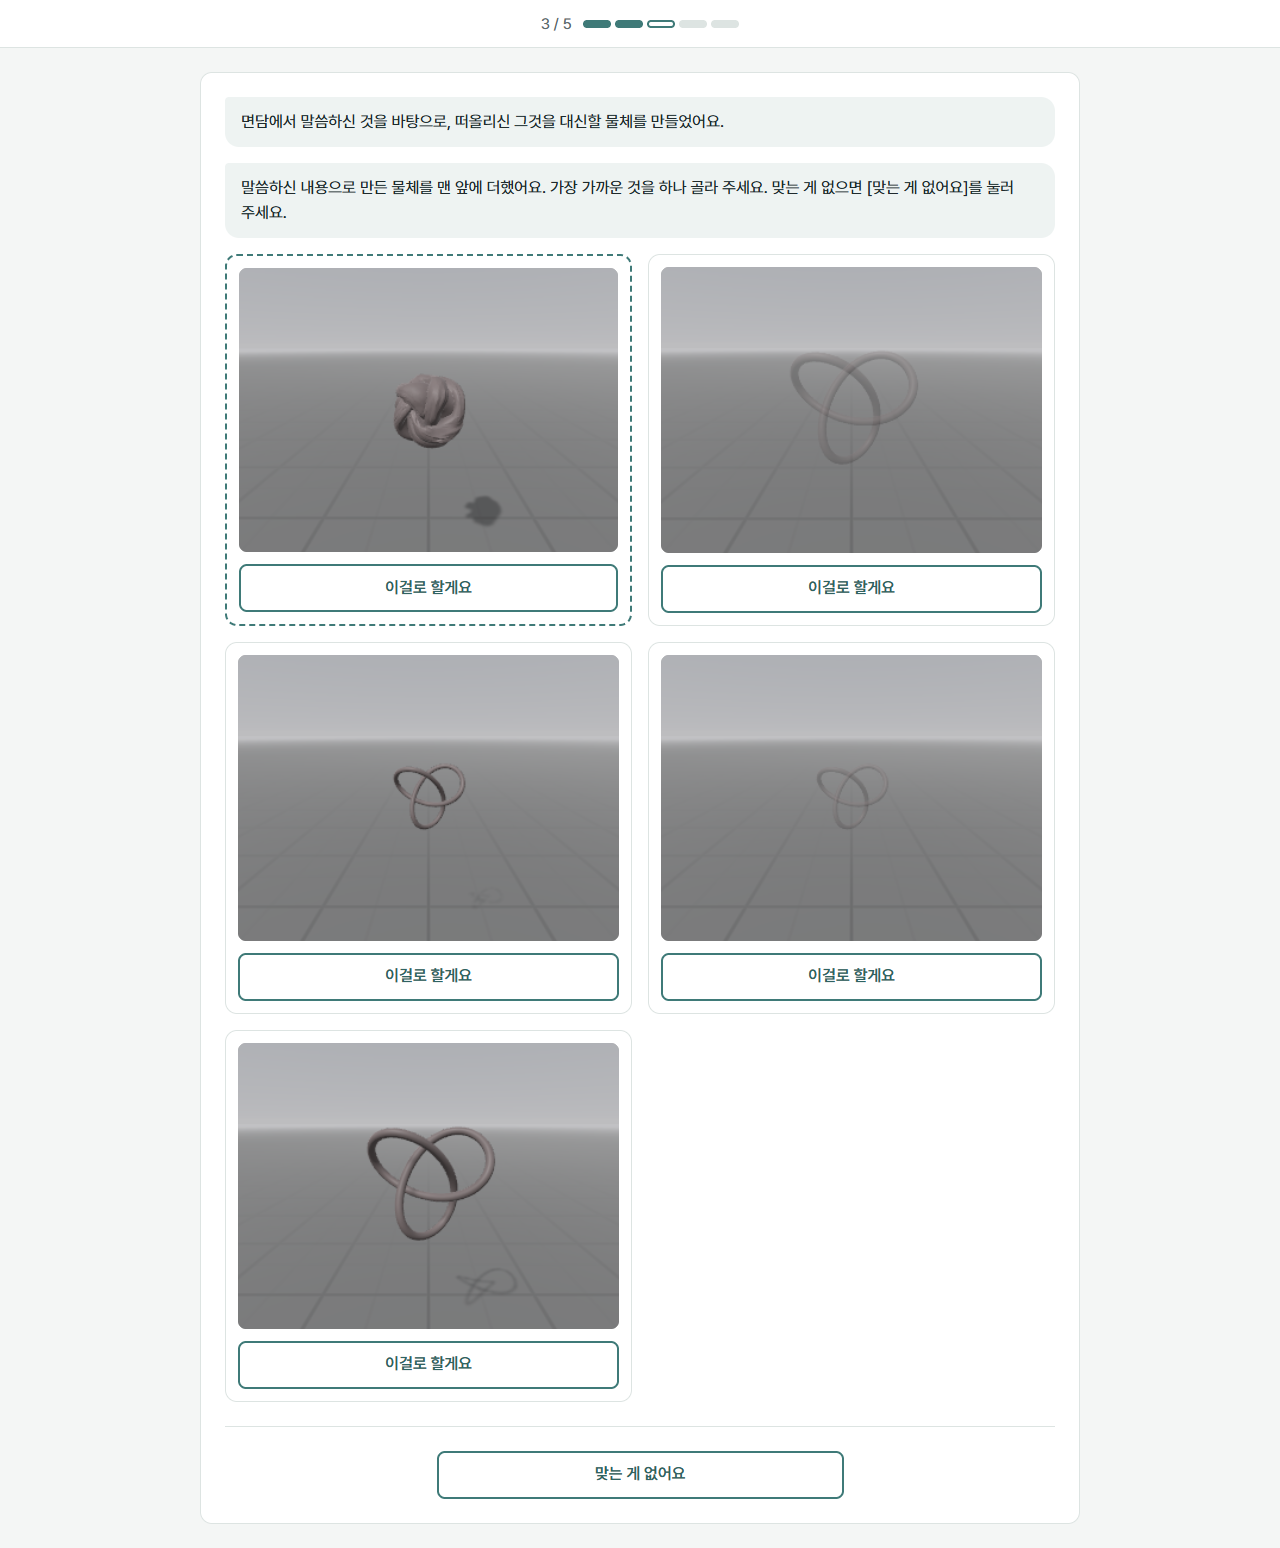 3 / 5
면담에서 말씀하신 것을 바탕으로, 떠올리신 그것을 대신할 물체를 만들었어요.
말씀하신 내용으로 만든 물체를 맨 앞에 더했어요. 가장 가까운 것을 하나 골라 주세요. 맞는 게 없으면 [맞는 게 없어요]를 눌러
주세요.
이걸로 할게요
이걸로 할게요
이걸로 할게요
이걸로 할게요
이걸로 할게요
맞는 게 없어요